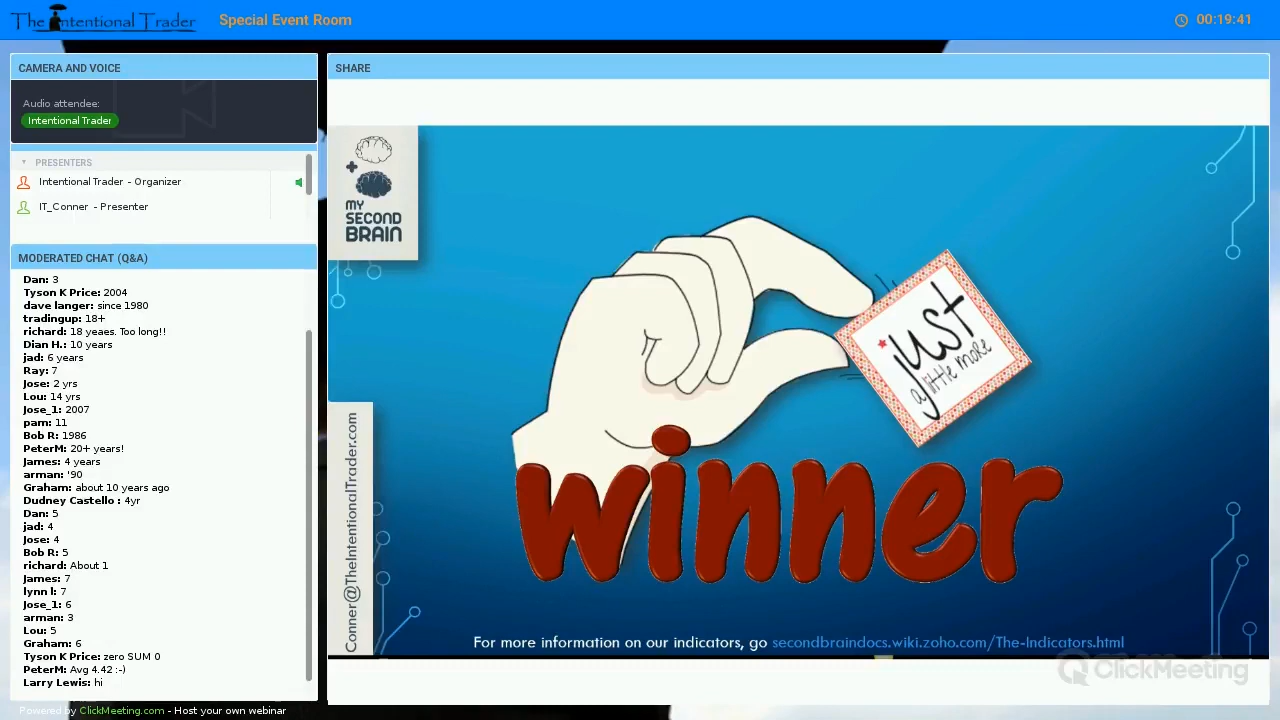 The Intentional Trader
Special Event Room
00:19:41
CAMERA AND VOICE
Audio attendee:
Intentional Trader
PRESENTERS
Intentional Trader - Organizer
IT_Conner - Presenter
MODERATED CHAT (Q&A)
Dan: 3
Tyson K Price: 2004
dave langer: since 1980
tradingup: 18+
richard: 18 yeaes. Too long!!
Dian H.: 10 years
jad: 6 years
Ray: 7
Jose: 2 yrs
Lou: 14 yrs
Jose_1: 2007
pam: 11
Bob R: 1986
PeterM: 20+ years!
James: 4 years
arman: '90
Graham: about 10 years ago
Dudney Castello : 4yr
Dan: 5
jad: 4
Jose: 4
Bob R: 5
richard: About 1
James: 7
lynn l: 7
Jose_1: 6
arman: 3
Lou: 5
Graham: 6
Tyson K Price: zero SUM 0
PeterM: Avg 4.42 :-)
Larry Lewis: hi
Powered by ClickMeeting.com - Host your own webinar
SHARE
MY
SECOND
BRAIN
Conner@TheIntentionalTrader.com
just
a little more
winner
For more information on our indicators, go secondbraindocs.wiki.zoho.com/The-Indicators.html
ClickMeeting